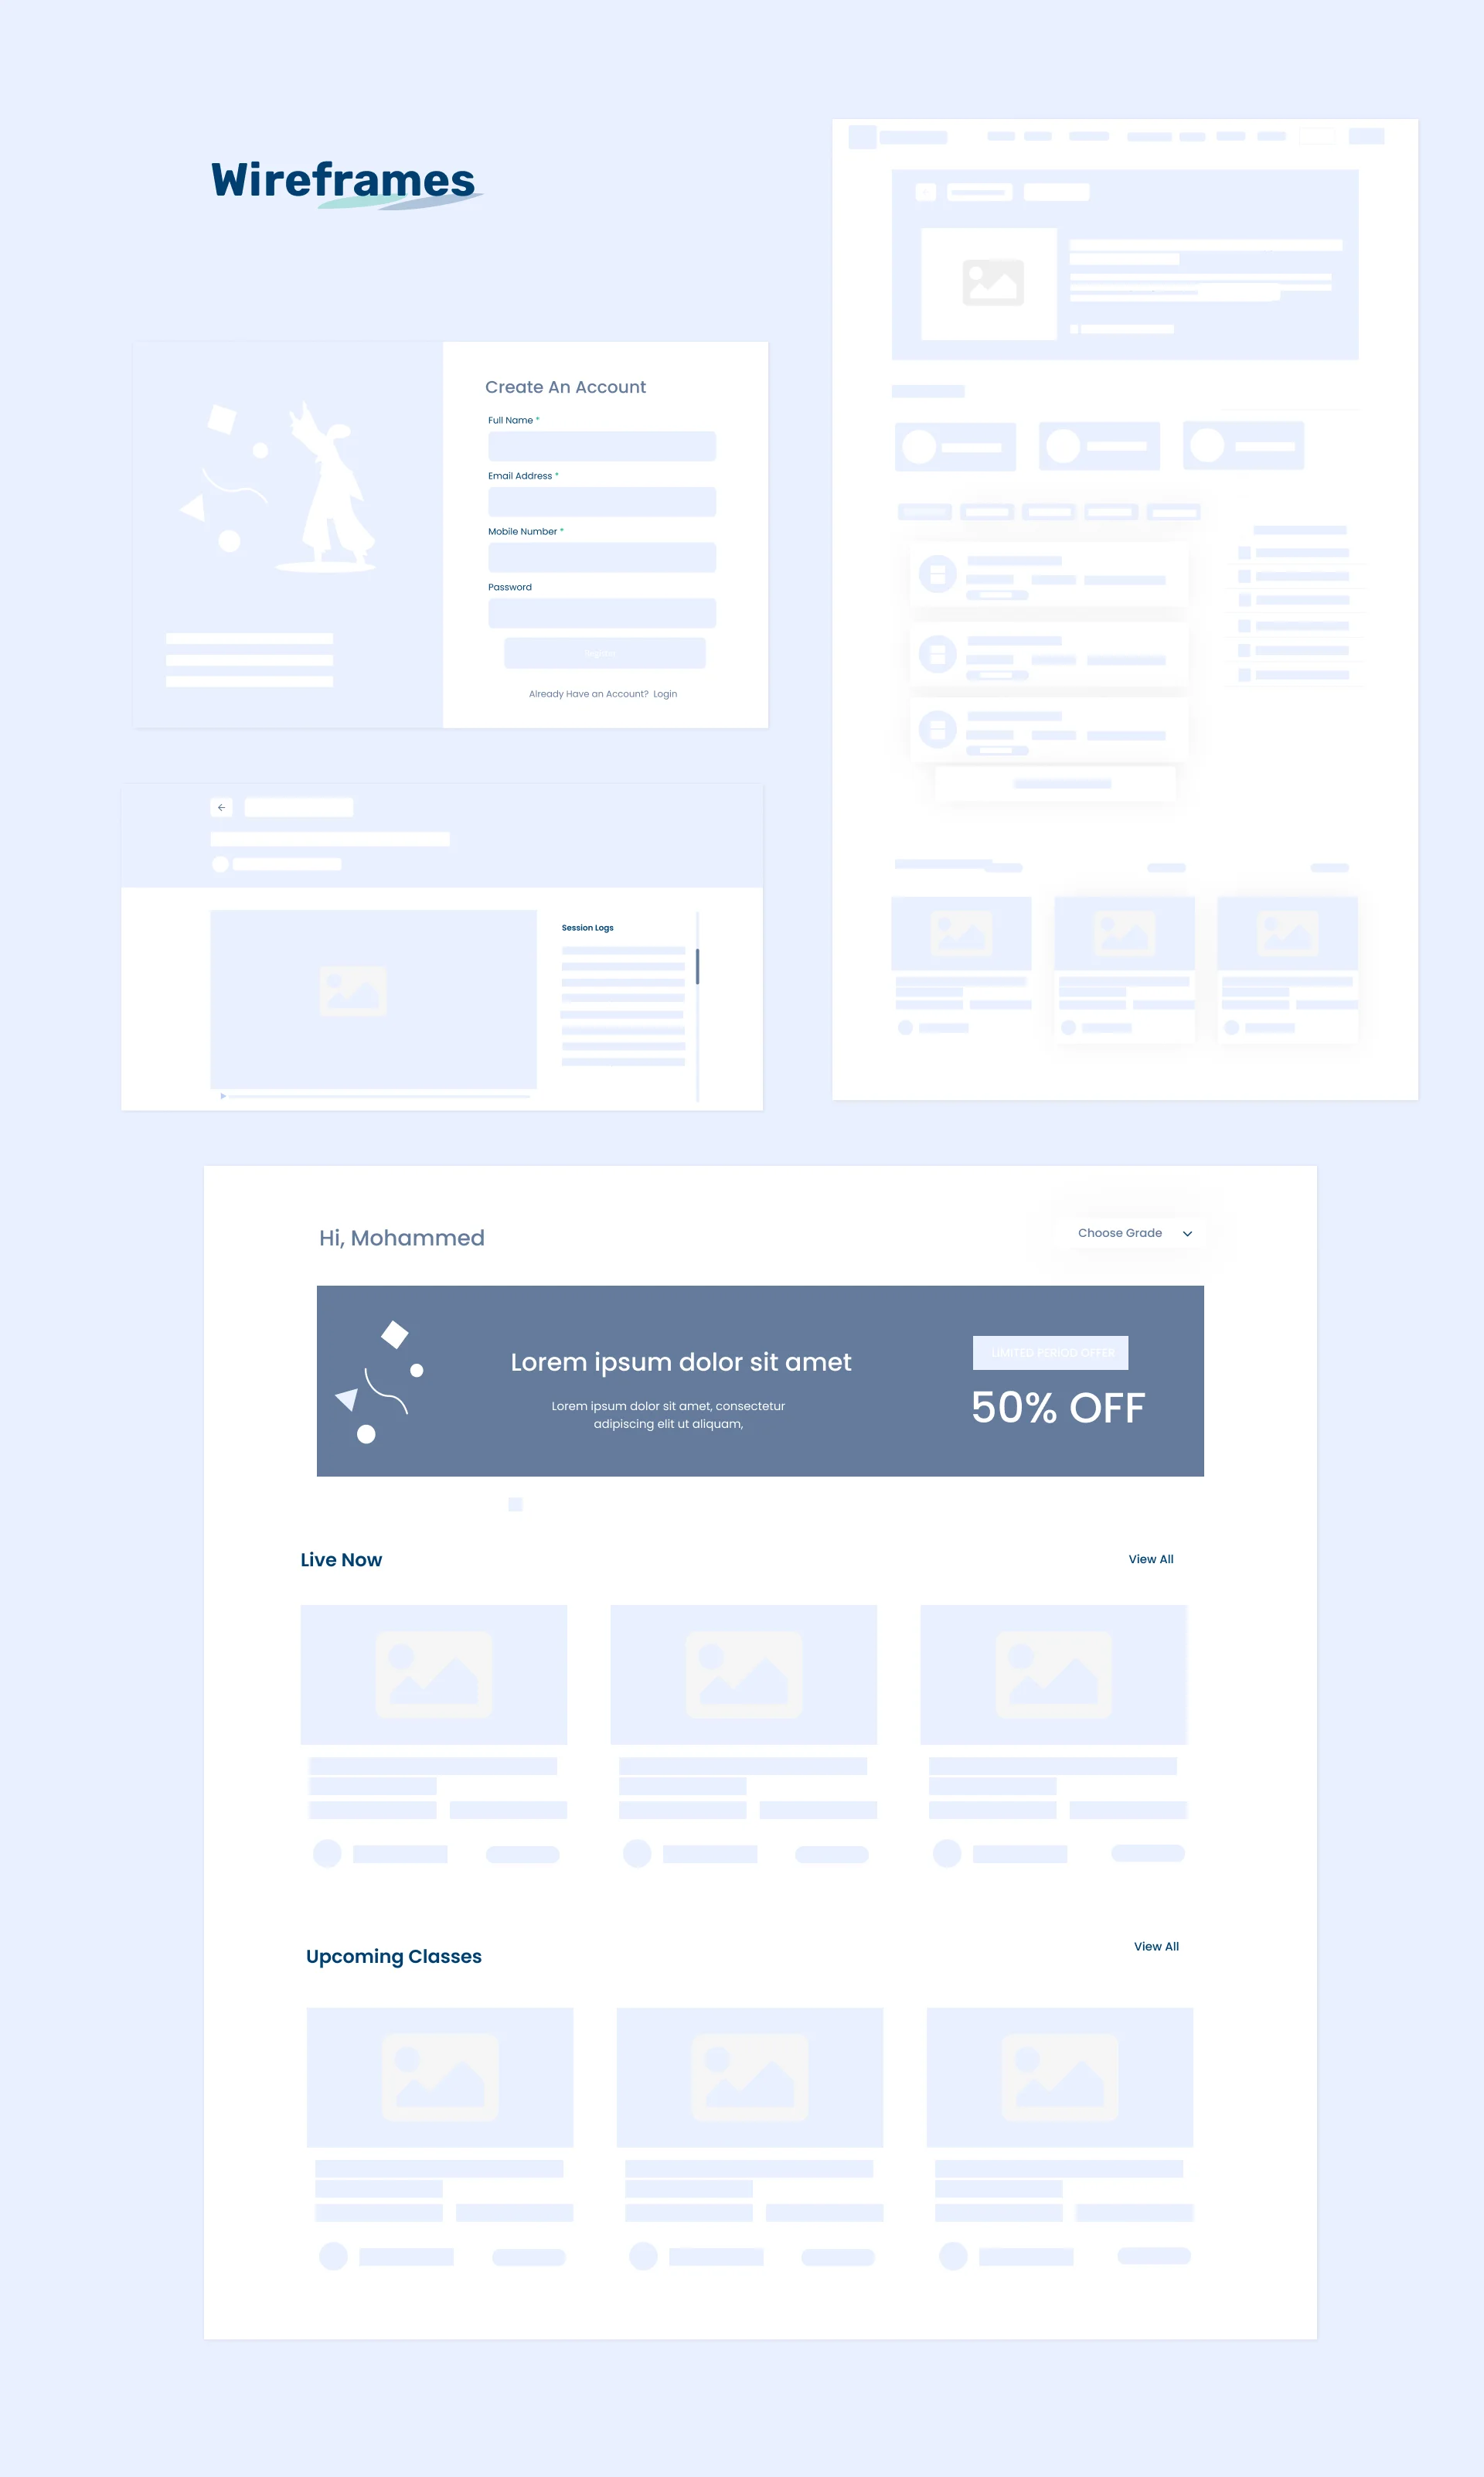 Wireframes
Create An Account
Full Name *
Email Address *
Mobile Number *
Password
Already Have an Account? Login
Session Logs
Hi, Mohammed
Choose Grade
Lorem ipsum dolor sit amet
Lorem ipsum dolor sit amet, consectetur
adipiscing elit ut aliquam,
LIMITED PERIOD OFFER
50% OFF
Live Now
View All
Upcoming Classes
View All